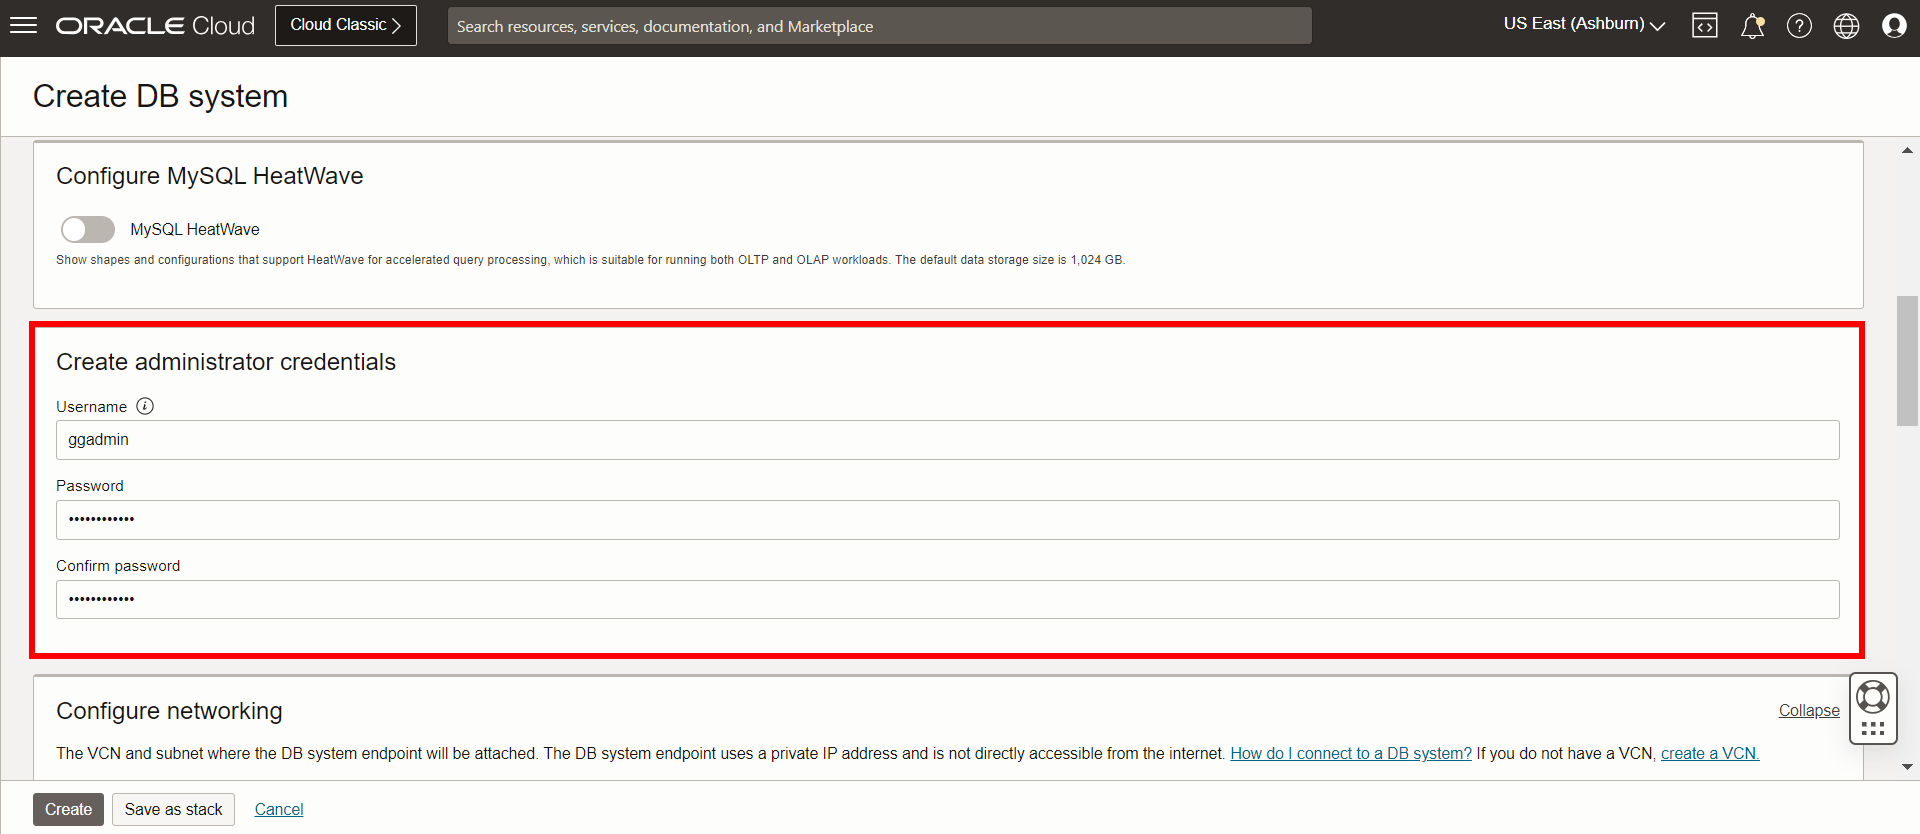 ORACLE Cloud
Cloud Classic
Search resources, services, documentation, and Marketplace
US East (Ashburn)
Create DB system
Configure MySQL HeatWave
MySQL HeatWave
Show shapes and configurations that support HeatWave for accelerated query processing, which is suitable for running both OLTP and OLAP workloads. The default data storage size is 1,024 GB.
Create administrator credentials
Username
ggadmin
Password
••••••••••••
Confirm password
••••••••••••
Configure networking
Collapse
The VCN and subnet where the DB system endpoint will be attached. The DB system endpoint uses a private IP address and is not directly accessible from the internet. How do I connect to a DB system? If you do not have a VCN, create a VCN.
Create
Save as stack
Cancel